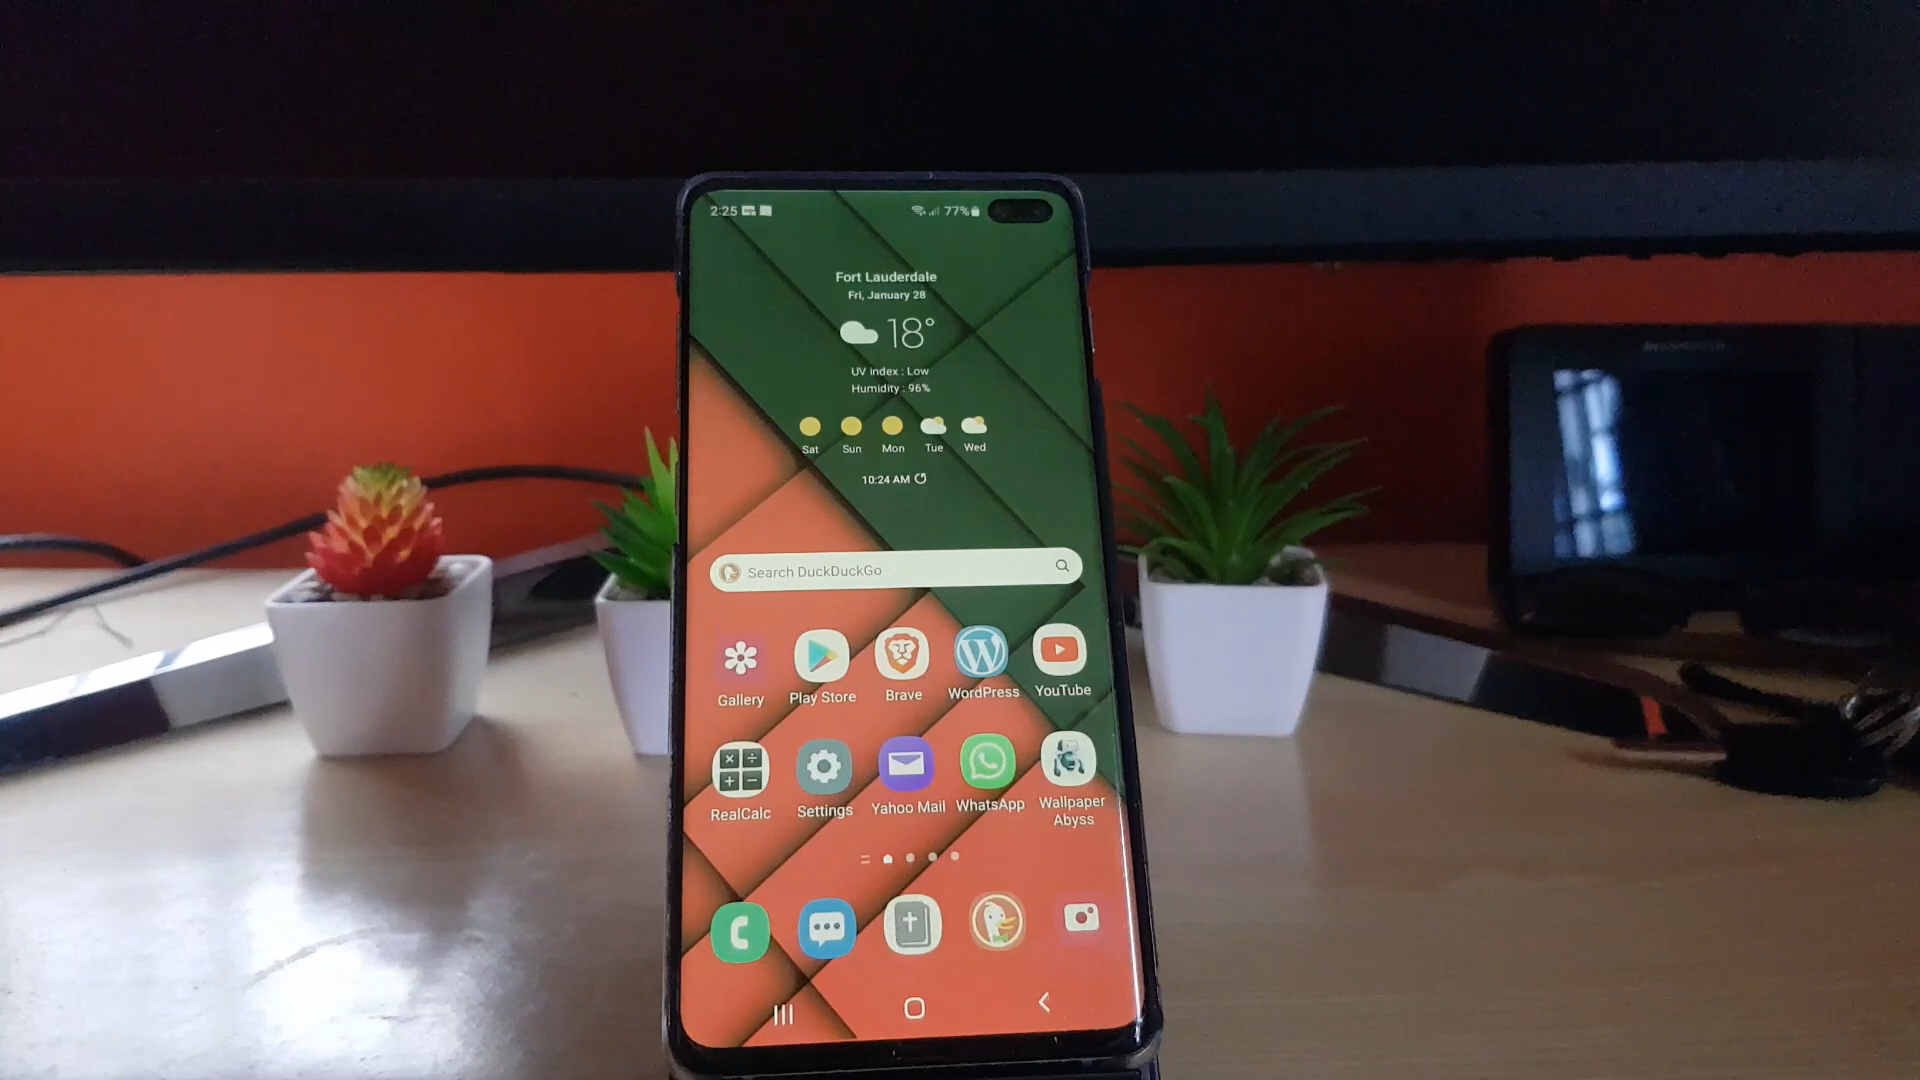 2:25 77%
Fort Lauderdale
Fri, January 28
18°
UV index : Low
Humidity : 96%
Sat Sun Mon Tue Wed
10:24 AM
Search DuckDuckGo
Gallery Play Store Brave WordPress YouTube
RealCalc Settings Yahoo Mail WhatsApp Wallpaper
Abyss